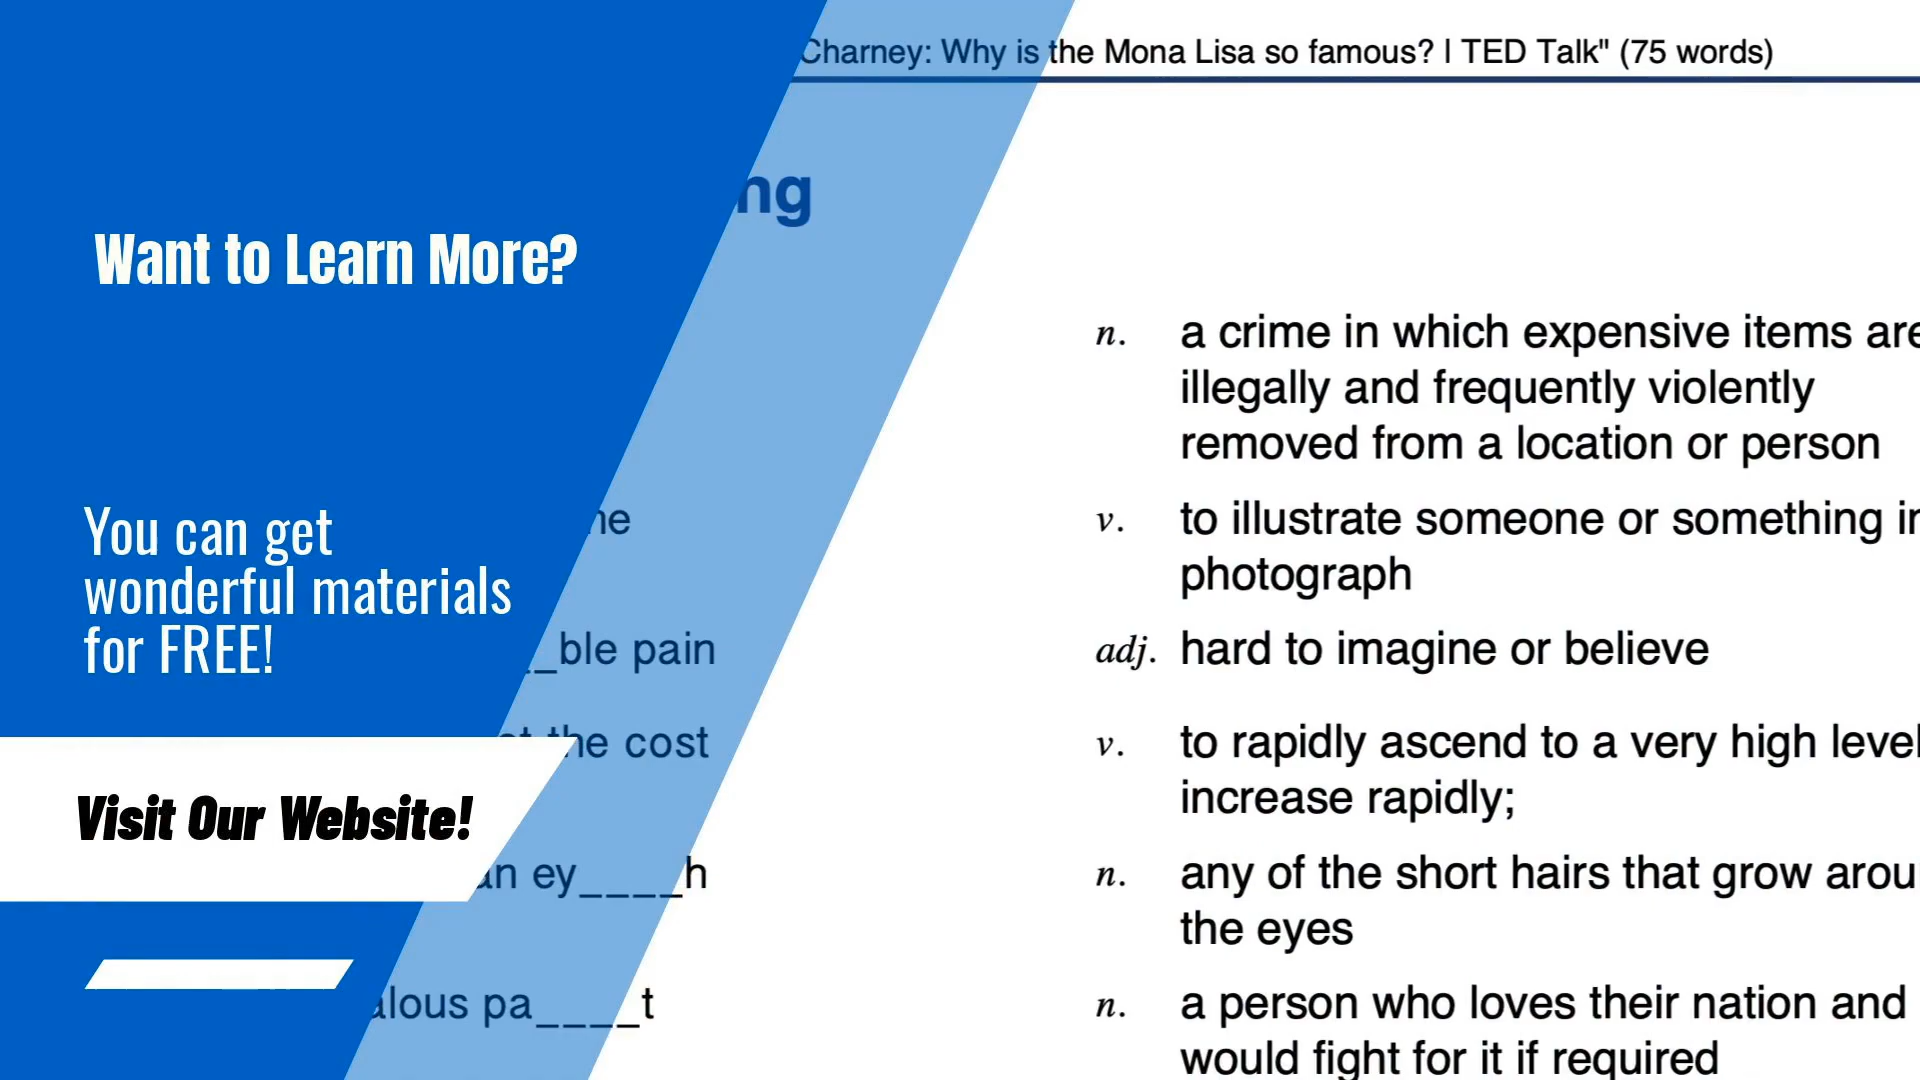 Charney: Why is the Mona Lisa so famous? | TED Talk" (75 words)
ng
Want to Learn More?
n. a crime in which expensive items are
illegally and frequently violently
removed from a location or person
You can get
wonderful materials
for FREE!
v. to illustrate someone or something in
photograph
_ble pain
adj. hard to imagine or believe
the cost
v. to rapidly ascend to a very high level
increase rapidly;
Visit Our Website!
an ey____h
n. any of the short hairs that grow arou
the eyes
alous pa____t
n. a person who loves their nation and
would fight for it if required